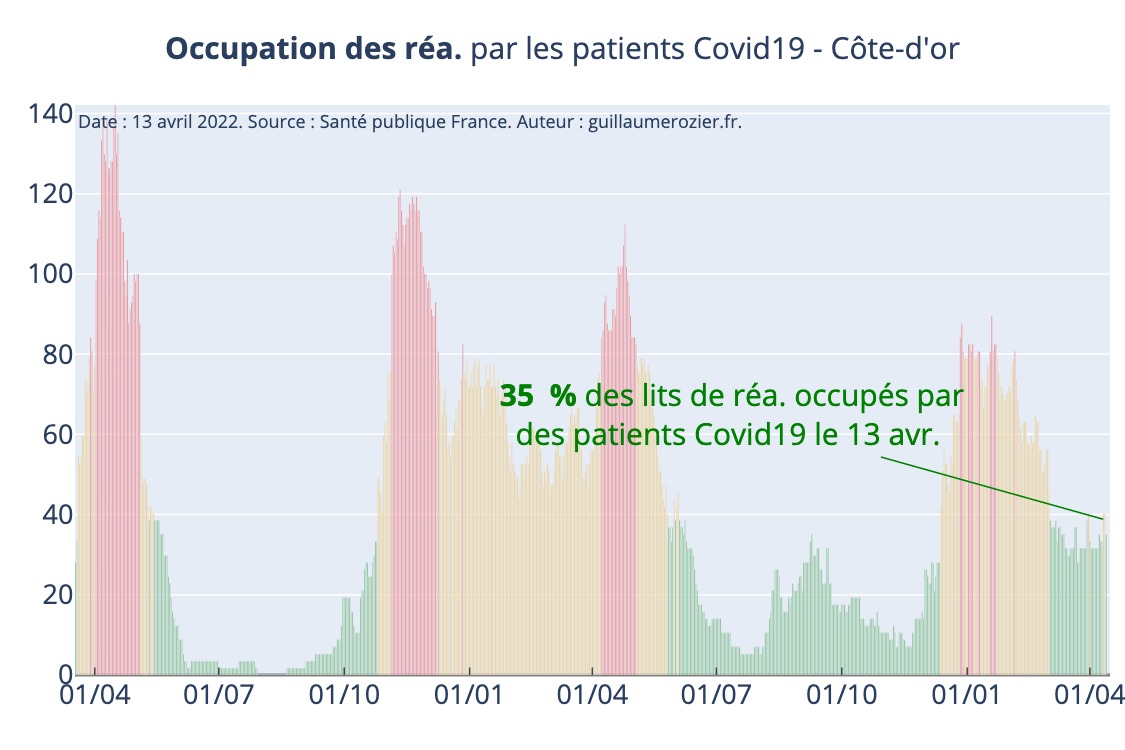 Occupation des réa. par les patients Covid19 - Côte-d'or
140
Date : 13 avril 2022. Source : Santé publique France. Auteur : guillaumerozier.fr.
120
100
80
35 % des lits de réa. occupés par
des patients Covid19 le 13 avr.
60
40
20
0
01/04 01/07 01/10 01/01 01/04 01/07 01/10 01/01 01/04